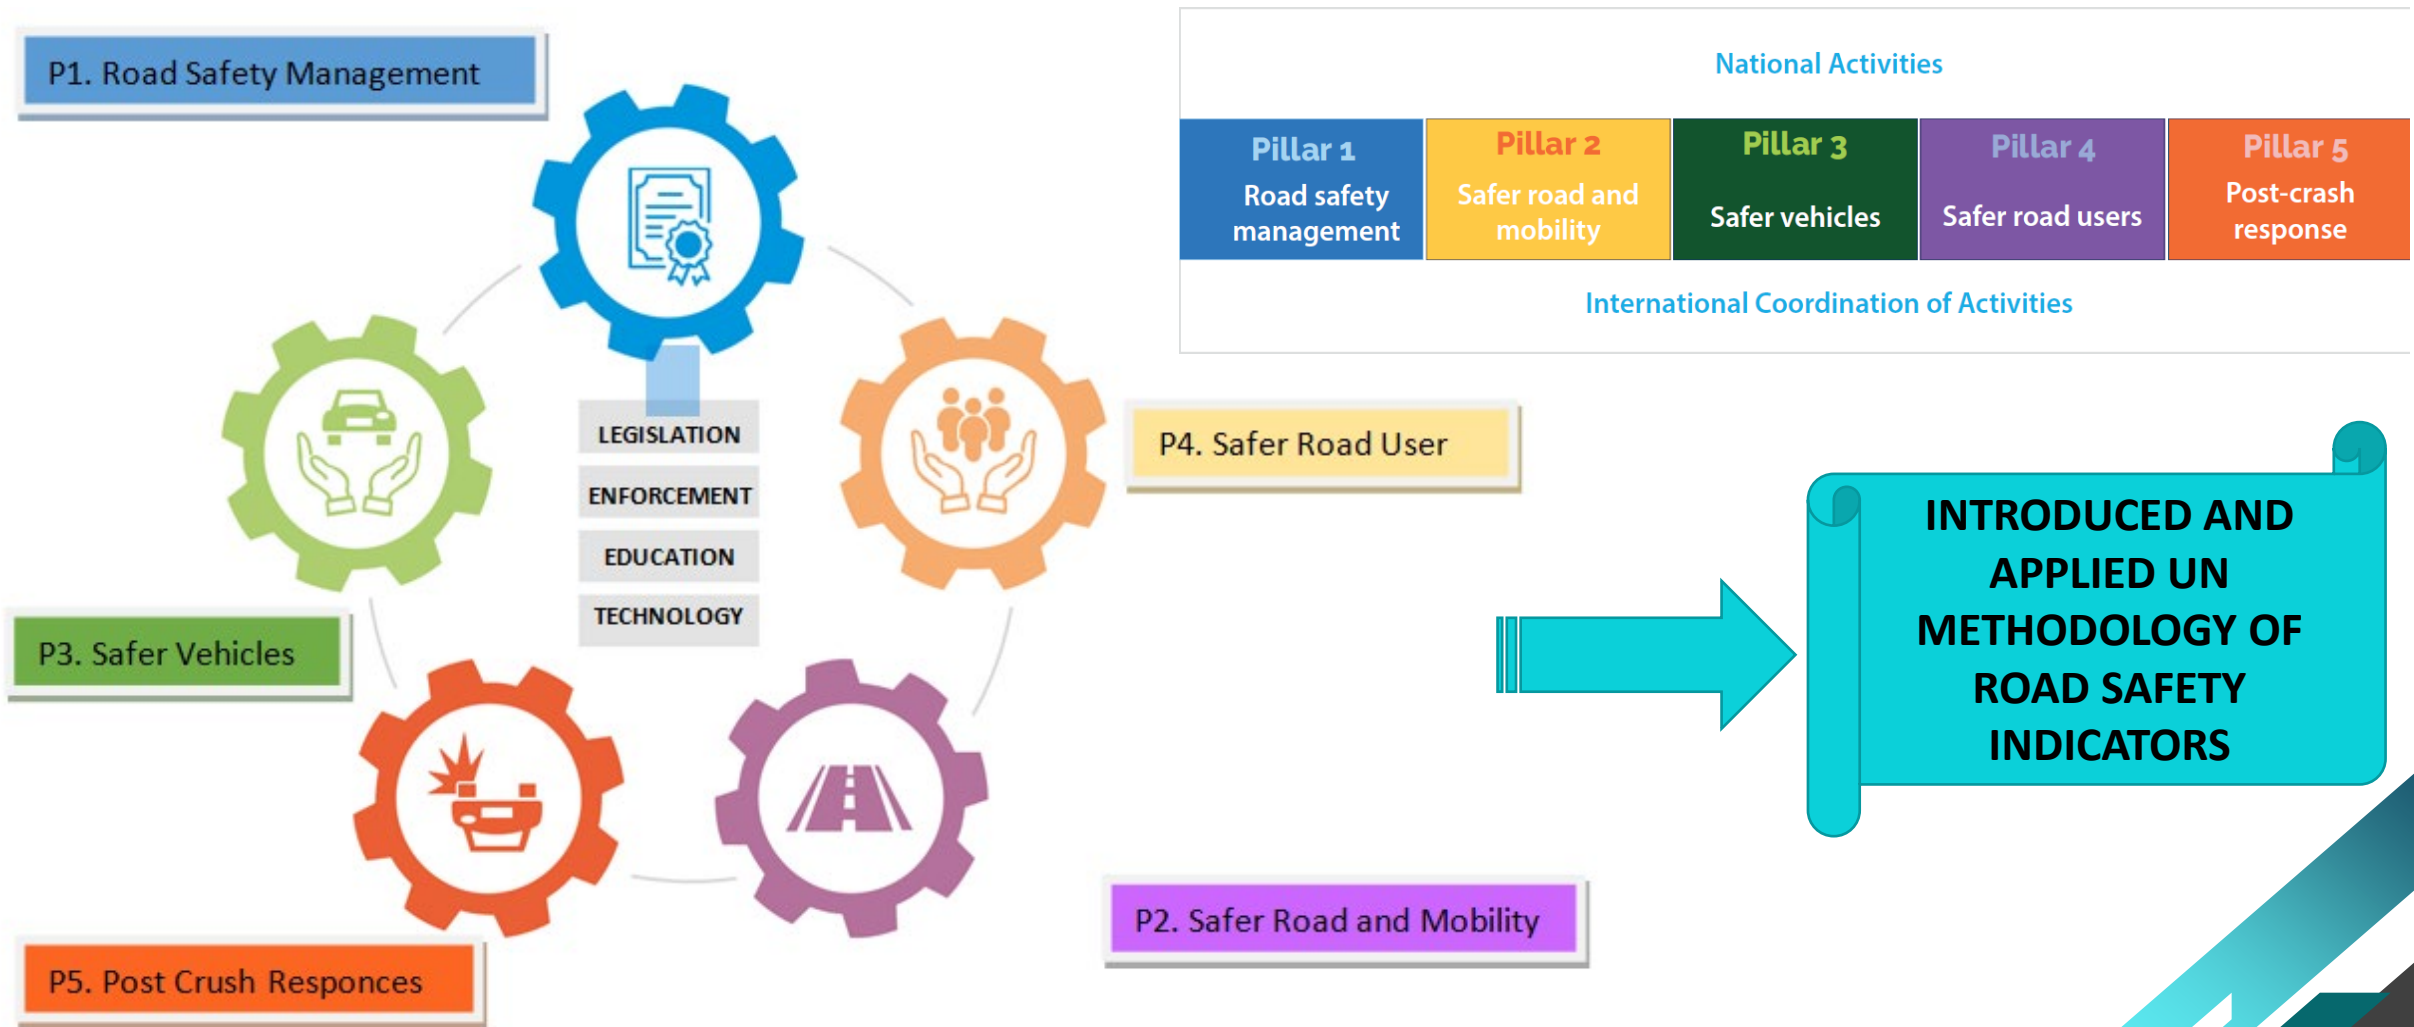 P1. Road Safety Management
LEGISLATION
ENFORCEMENT
EDUCATION
TECHNOLOGY
P4. Safer Road User
P3. Safer Vehicles
P2. Safer Road and Mobility
P5. Post Crush Responces
National Activities
Pillar 1
Road safety
management
Pillar 2
Safer road and
mobility
Pillar 3
Safer vehicles
Pillar 4
Safer road users
Pillar 5
Post-crash
response
International Coordination of Activities
INTRODUCED AND
APPLIED UN
METHODOLOGY OF
ROAD SAFETY
INDICATORS